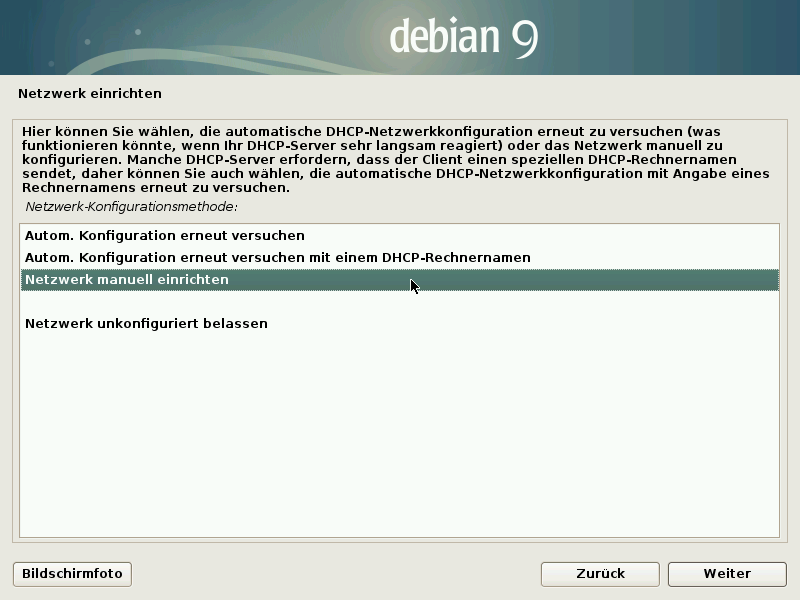 debian 9
Netzwerk einrichten
Hier können Sie wählen, die automatische DHCP-Netzwerkkonfiguration erneut zu versuchen (was
funktionieren könnte, wenn Ihr DHCP-Server sehr langsam reagiert) oder das Netzwerk manuell zu
konfigurieren. Manche DHCP-Server erfordern, dass der Client einen speziellen DHCP-Rechnernamen
sendet, daher können Sie auch wählen, die automatische DHCP-Netzwerkkonfiguration mit Angabe eines
Rechnernamens erneut zu versuchen.
Netzwerk-Konfigurationsmethode:
Autom. Konfiguration erneut versuchen
Autom. Konfiguration erneut versuchen mit einem DHCP-Rechnernamen
Netzwerk manuell einrichten
Netzwerk unkonfiguriert belassen
Bildschirmfoto
Zurück
Weiter